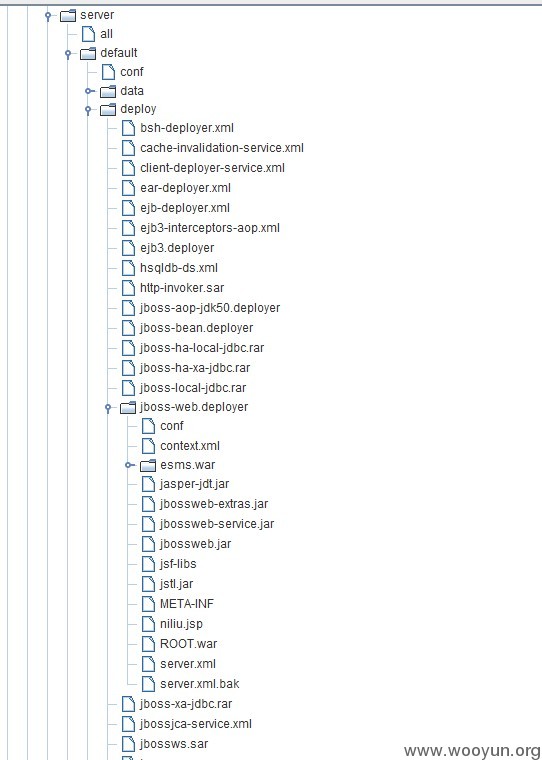 server
all
default
conf
data
deploy
bsh-deployer.xml
cache-invalidation-service.xml
client-deployer-service.xml
ear-deployer.xml
ejb-deployer.xml
ejb3-interceptors-aop.xml
ejb3.deployer
hsqldb-ds.xml
http-invoker.sar
jboss-aop-jdk50.deployer
jboss-bean.deployer
jboss-ha-local-jdbc.rar
jboss-ha-xa-jdbc.rar
jboss-local-jdbc.rar
jboss-web.deployer
conf
context.xml
esms.war
jasper-jdt.jar
jbossweb-extras.jar
jbossweb-service.jar
jbossweb.jar
jsf-libs
jstl.jar
META-INF
niliu.jsp
ROOT.war
server.xml
server.xml.bak
jboss-xa-jdbc.rar
jbossjca-service.xml
jbossws.sar
www.wooyun.org